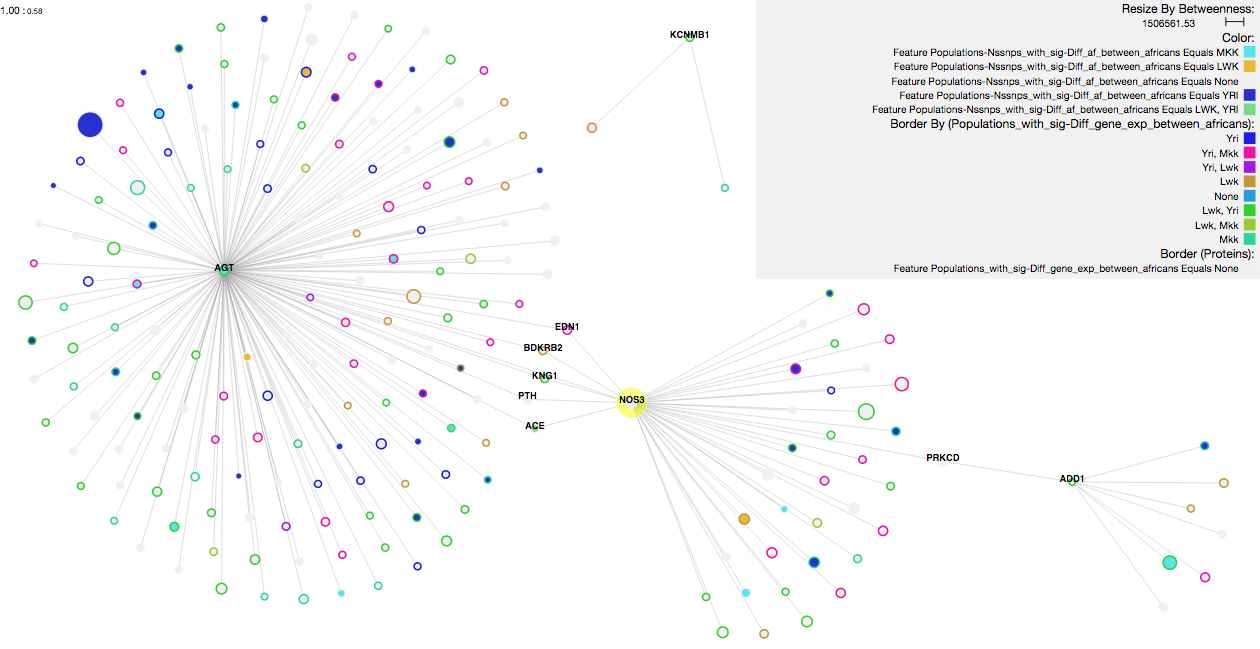 1.00 : 0.58
Resize By Betweenness:
1506561.53
Color:
Feature Populations-Nssnps_with_sig-Diff_af_between_africans Equals MKK
Feature Populations-Nssnps_with_sig-Diff_af_between_africans Equals LWK
Feature Populations-Nssnps_with_sig-Diff_af_between_africans Equals None
Feature Populations-Nssnps_with_sig-Diff_af_between_africans Equals YRI
Feature Populations-Nssnps_with_sig-Diff_af_between_africans Equals LWK, YRI
Border By (Populations_with_sig-Diff_gene_exp_between_africans):
Yri
Yri, Mkk
Yri, Lwk
Lwk
None
Lwk, Yri
Lwk, Mkk
Mkk
Border (Proteins):
Feature Populations_with_sig-Diff_gene_exp_between_africans Equals None
KCNMB1
AGT
EDN1
BDKRB2
KNG1
PTH
NOS3
ACE
PRKCD
ADD1